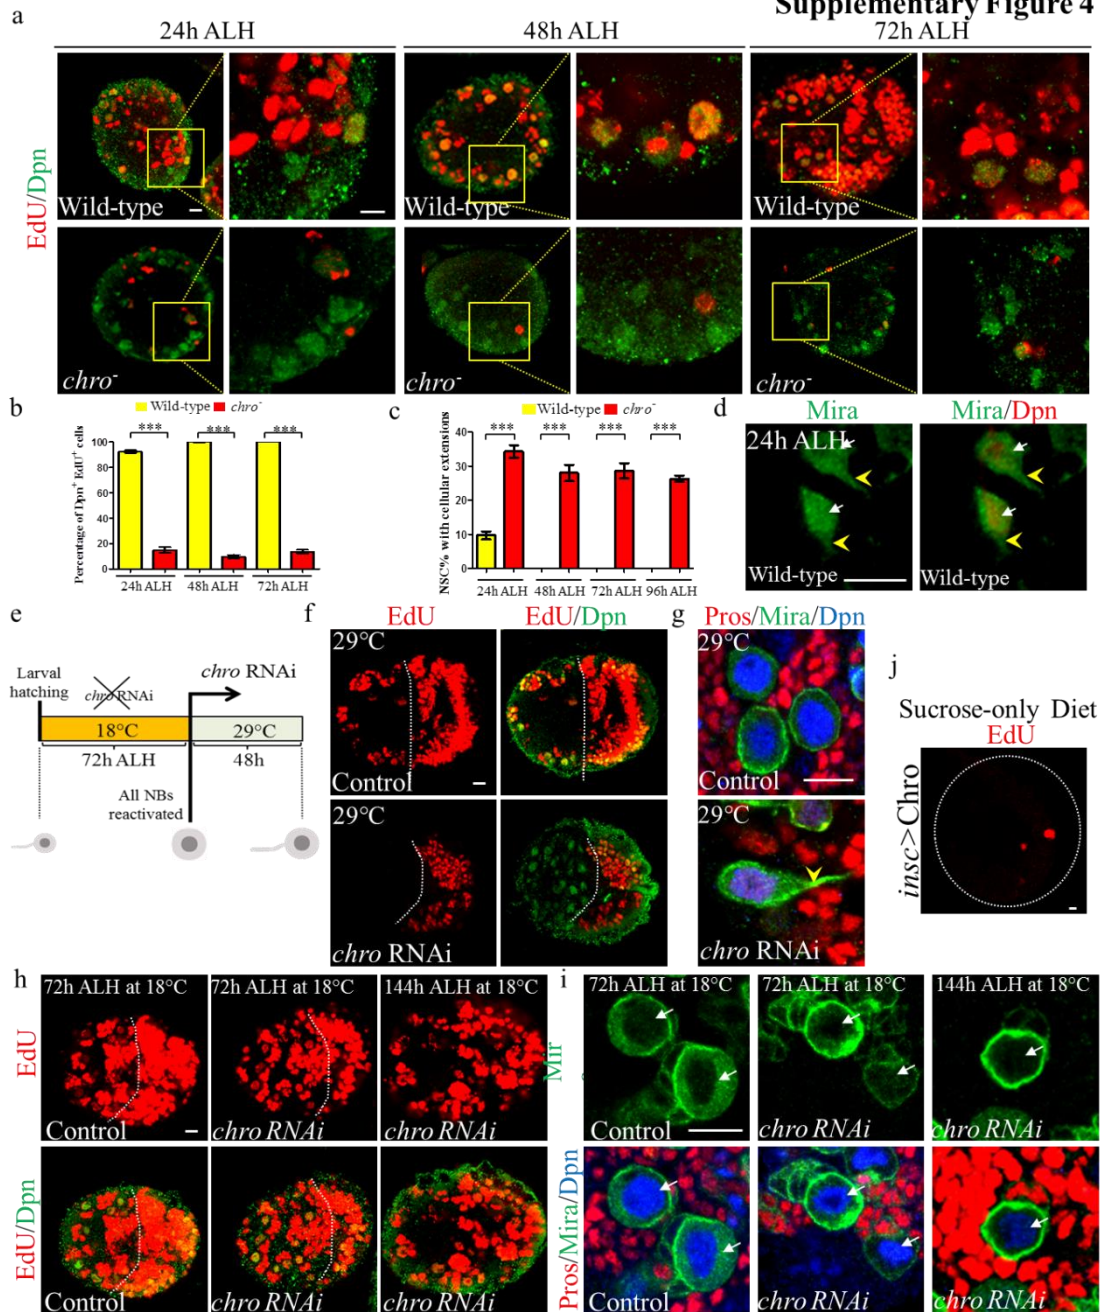 Supplementary Figure 4
a
24h ALH 48h ALH 72h ALH
EdU/Dpn
Wild-type Wild-type Wild-type
chro- chro- chro-
b
Wild-type chro-
*** *** ***
Percentage of Dpn+ EdU+ cells
100
80
60
40
20
0
24h ALH 48h ALH 72h ALH
c
Wild-type chro-
*** *** *** ***
NSC% with cellular extensions
40
30
20
10
0
24h ALH 48h ALH 72h ALH 96h ALH
d
Mira Mira/Dpn
24h ALH
Wild-type Wild-type
e
Larval
hatching
chro RNAi
chro RNAi
18°C 29°C
72h ALH 48h
All NBs
reactivated
f
EdU EdU/Dpn
29°C
Control
29°C
chro RNAi
g
Pros/Mira/Dpn
29°C
Control
29°C
chro RNAi
j
Sucrose-only Diet
EdU
insc>Chro
h
72h ALH at 18°C 72h ALH at 18°C 144h ALH at 18°C
EdU
Control chro RNAi chro RNAi
EdU/Dpn
Control chro RNAi chro RNAi
i
72h ALH at 18°C 72h ALH at 18°C 144h ALH at 18°C
Mir
Control chro RNAi chro RNAi
Pros/Mira/Dpn
Control chro RNAi chro RNAi